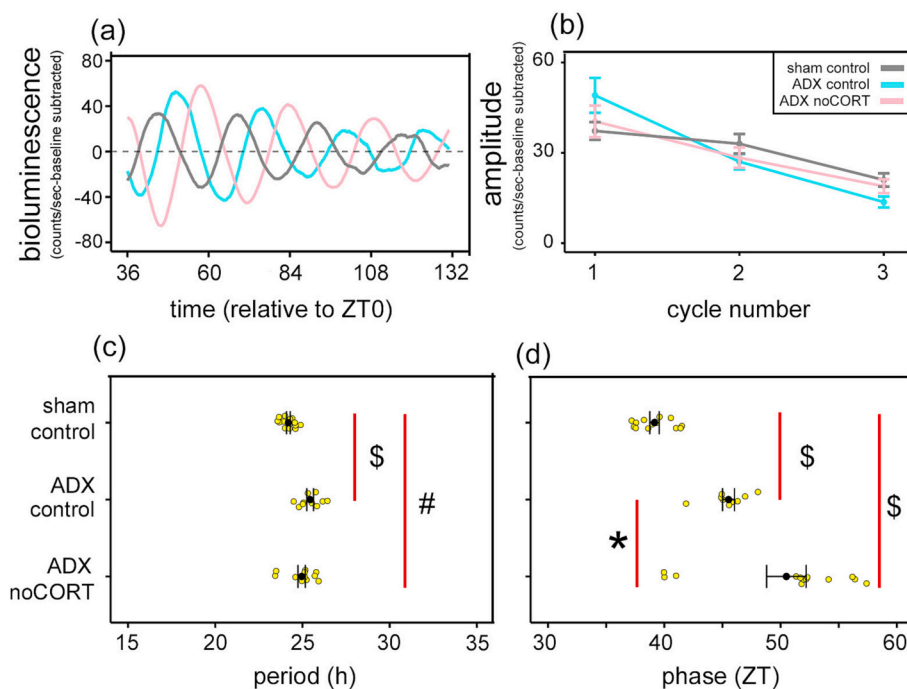 (a)
bioluminescence
(counts/sec-baseline subtracted)
80
40
0
-40
-80
36 60 84 108 132
time (relative to ZT0)
(b)
amplitude
(counts/sec-baseline subtracted)
60
30
0
sham control
ADX control
ADX noCORT
1 2 3
cycle number
(c)
sham
control
ADX
control
ADX
noCORT
$
#
15 20 25 30 35
period (h)
(d)
$
*
$
30 40 50 60
phase (ZT)